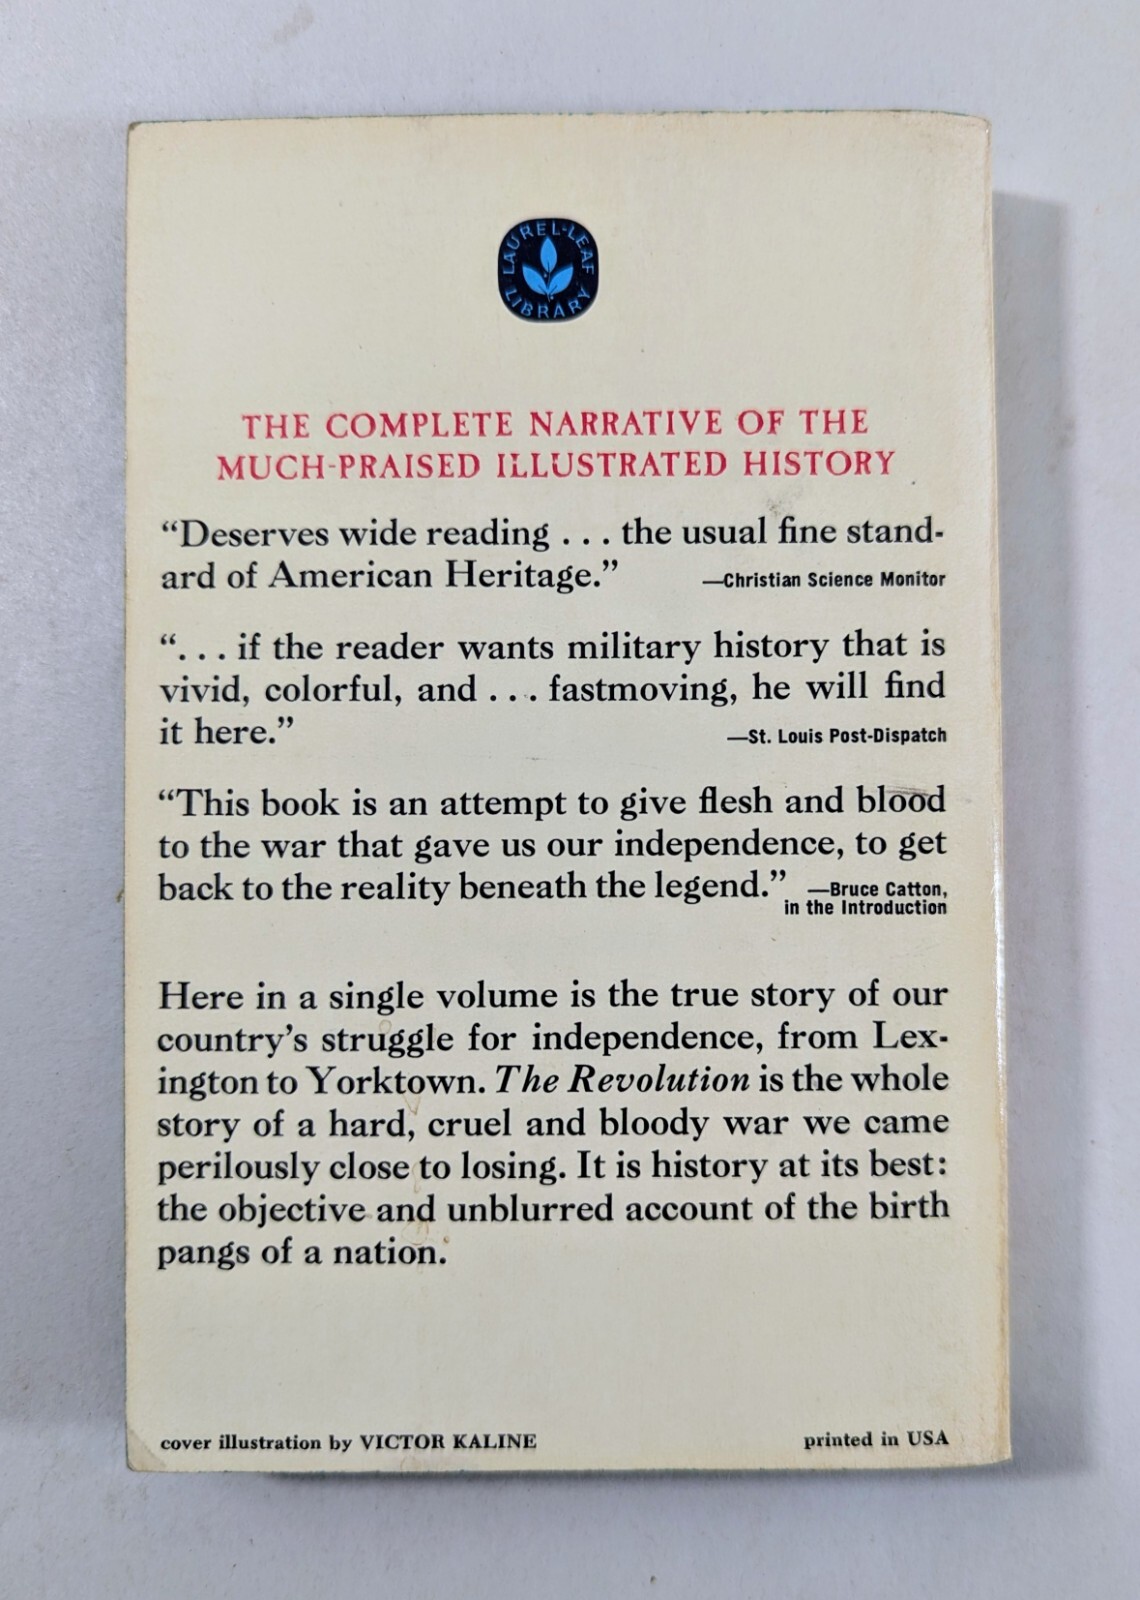 LAUREL-LEAF
LIBRARY
THE COMPLETE NARRATIVE OF THE
MUCH-PRAISED ILLUSTRATED HISTORY
“Deserves wide reading . . . the usual fine stand-
ard of American Heritage.” —Christian Science Monitor
“. . . if the reader wants military history that is
vivid, colorful, and . . . fastmoving, he will find
it here.” —St. Louis Post-Dispatch
“This book is an attempt to give flesh and blood
to the war that gave us our independence, to get
back to the reality beneath the legend.” —Bruce Catton,
in the Introduction
Here in a single volume is the true story of our
country’s struggle for independence, from Lex-
ington to Yorktown. The Revolution is the whole
story of a hard, cruel and bloody war we came
perilously close to losing. It is history at its best:
the objective and unblurred account of the birth
pangs of a nation.
cover illustration by VICTOR KALINE printed in USA